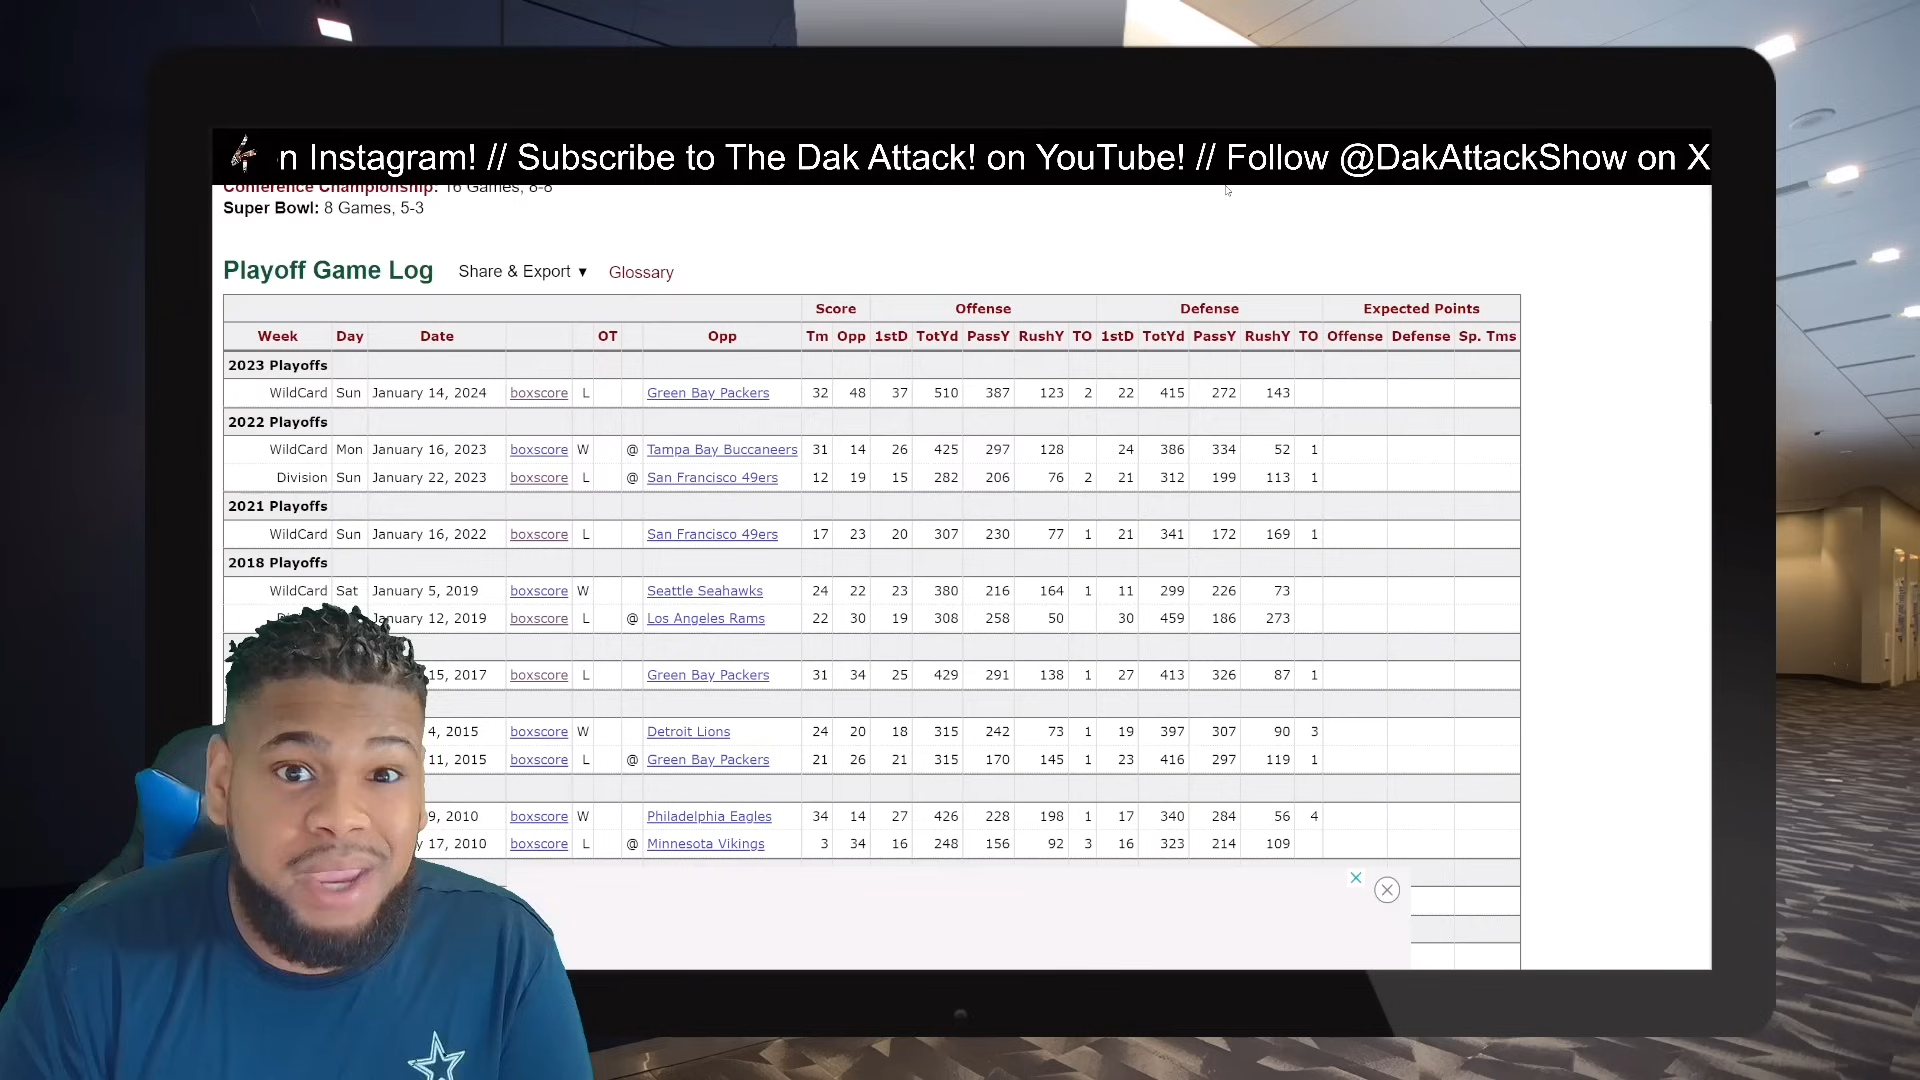 n Instagram! // Subscribe to The Dak Attack! on YouTube! // Follow @DakAttackShow on X
Conference Championship: 16 Games, 8-8
Super Bowl: 8 Games, 5-3
Playoff Game Log Share & Export ▼ Glossary
Score Offense Defense Expected Points
Week Day Date OT Opp Tm Opp 1stD TotYd PassY RushY TO 1stD TotYd PassY RushY TO Offense Defense Sp. Tms
2023 Playoffs
WildCard Sun January 14, 2024 boxscore L Green Bay Packers 32 48 37 510 387 123 2 22 415 272 143
2022 Playoffs
WildCard Mon January 16, 2023 boxscore W @ Tampa Bay Buccaneers 31 14 26 425 297 128 24 386 334 52 1
Division Sun January 22, 2023 boxscore L @ San Francisco 49ers 12 19 15 282 206 76 2 21 312 199 113 1
2021 Playoffs
WildCard Sun January 16, 2022 boxscore L San Francisco 49ers 17 23 20 307 230 77 1 21 341 172 169 1
2018 Playoffs
WildCard Sat January 5, 2019 boxscore W Seattle Seahawks 24 22 23 380 216 164 1 11 299 226 73
January 12, 2019 boxscore L @ Los Angeles Rams 22 30 19 308 258 50 30 459 186 273
15, 2017 boxscore L Green Bay Packers 31 34 25 429 291 138 1 27 413 326 87 1
4, 2015 boxscore W Detroit Lions 24 20 18 315 242 73 1 19 397 307 90 3
11, 2015 boxscore L @ Green Bay Packers 21 26 21 315 170 145 1 23 416 297 119 1
9, 2010 boxscore W Philadelphia Eagles 34 14 27 426 228 198 1 17 340 284 56 4
y 17, 2010 boxscore L @ Minnesota Vikings 3 34 16 248 156 92 3 16 323 214 109